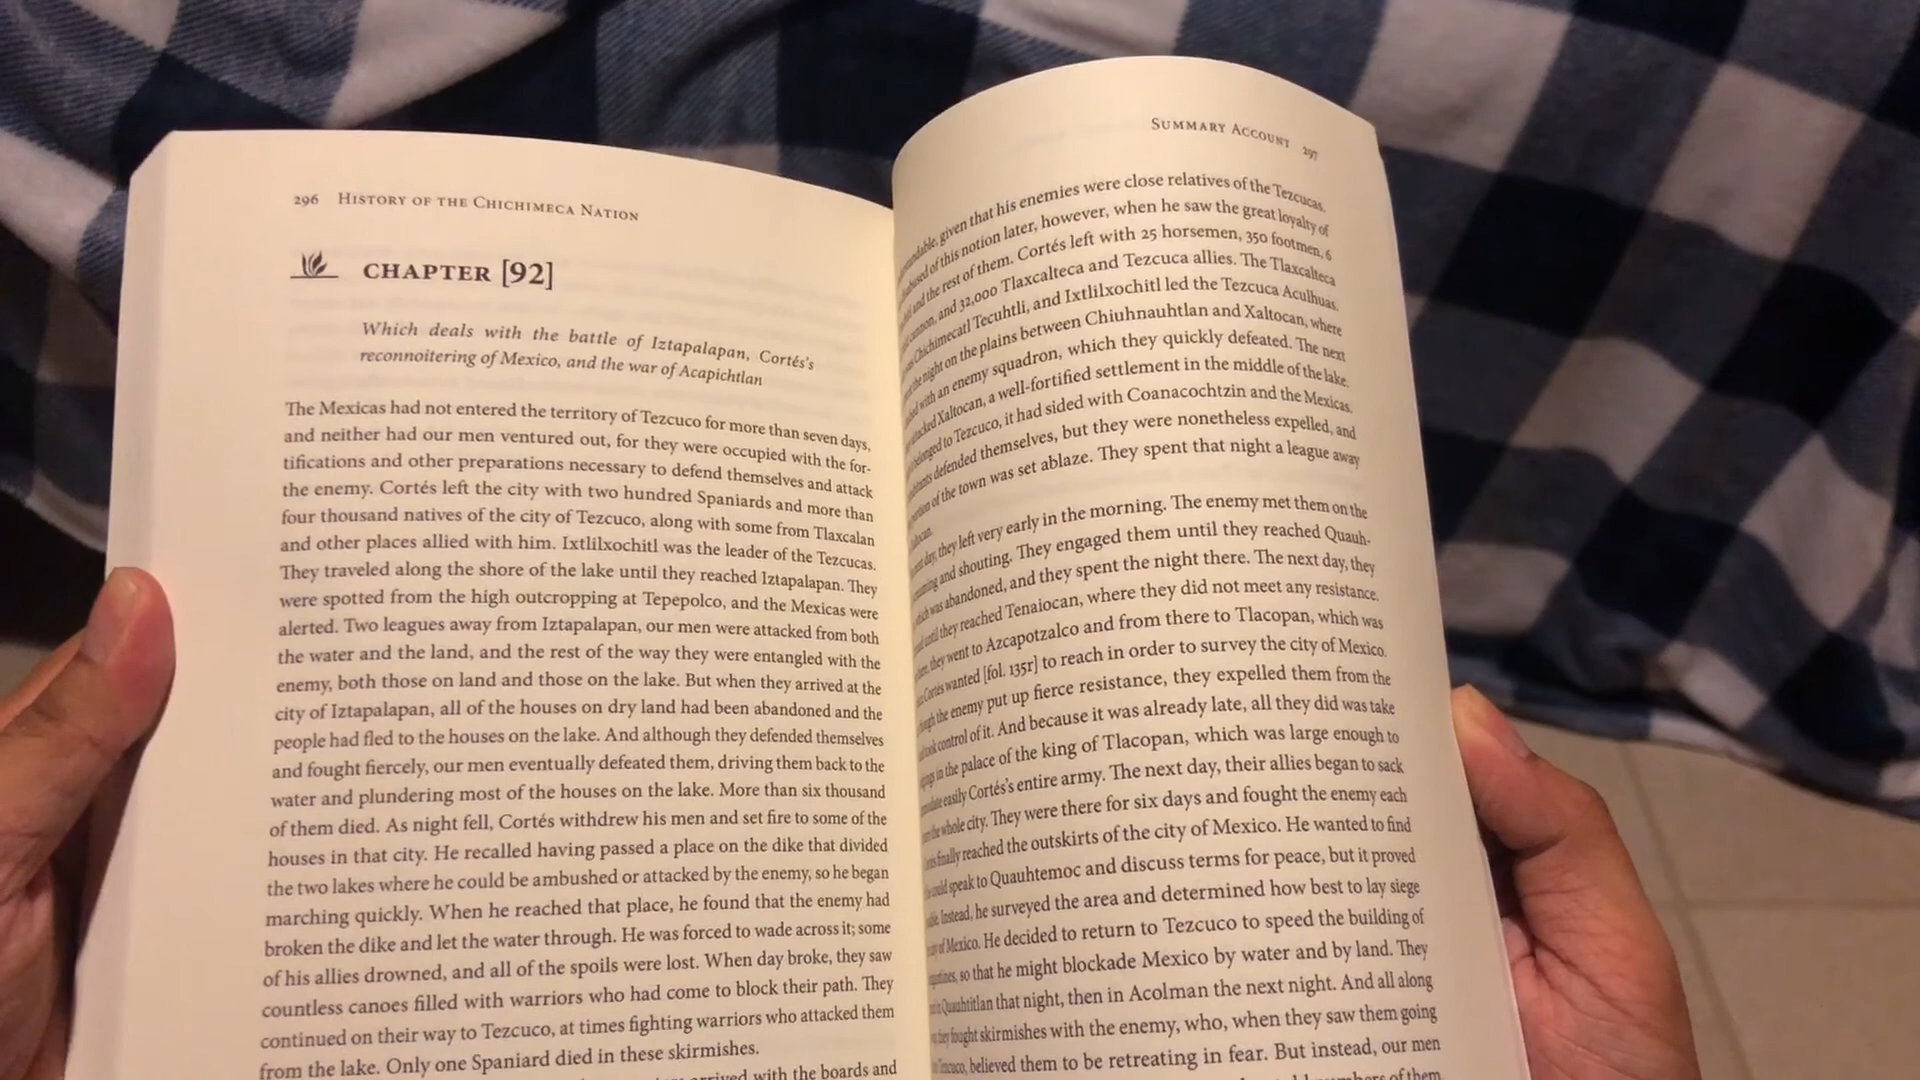 296 History of the Chichimeca Nation
CHAPTER [92]
Which deals with the battle of Iztapalapan, Cortés's
reconnoitering of Mexico, and the war of Acapichtlan
The Mexicas had not entered the territory of Tezcuco for more than seven days,
and neither had our men ventured out, for they were occupied with the for-
tifications and other preparations necessary to defend themselves and attack
the enemy. Cortés left the city with two hundred Spaniards and more than
four thousand natives of the city of Tezcuco, along with some from Tlaxcalan
and other places allied with him. Ixtlilxochitl was the leader of the Tezcucas.
They traveled along the shore of the lake until they reached Iztapalapan. They
were spotted from the high outcropping at Tepepolco, and the Mexicas were
alerted. Two leagues away from Iztapalapan, our men were attacked from both
the water and the land, and the rest of the way they were entangled with the
enemy, both those on land and those on the lake. But when they arrived at the
city of Iztapalapan, all of the houses on dry land had been abandoned and the
people had fled to the houses on the lake. And although they defended themselves
and fought fiercely, our men eventually defeated them, driving them back to the
water and plundering most of the houses on the lake. More than six thousand
of them died. As night fell, Cortés withdrew his men and set fire to some of the
houses in that city. He recalled having passed a place on the dike that divided
the two lakes where he could be ambushed or attacked by the enemy, so he began
marching quickly. When he reached that place, he found that the enemy had
broken the dike and let the water through. He was forced to wade across it; some
of his allies drowned, and all of the spoils were lost. When day broke, they saw
countless canoes filled with warriors who had come to block their path. They
continued on their way to Tezcuco, at times fighting warriors who attacked them
from the lake. Only one Spaniard died in these skirmishes.
arrived with the boards and
Summary Account 297
given that his enemies were close relatives of the Tezcucas.
of this notion later, however, when he saw the great loyalty of
and the rest of them. Cortés left with 25 horsemen, 350 footmen, 6
cannon, and 32,000 Tlaxcalteca and Tezcuca allies. The Tlaxcalteca
Chichimecatl Tecuhtli, and Ixtlilxochitl led the Tezcuca Aculhuas.
the night on the plains between Chiuhnauhtlan and Xaltocan, where
with an enemy squadron, which they quickly defeated. The next
attacked Xaltocan, a well-fortified settlement in the middle of the lake.
belonged to Tezcuco, it had sided with Coanacochtzin and the Mexicas.
defended themselves, but they were nonetheless expelled, and
of the town was set ablaze. They spent that night a league away
day, they left very early in the morning. The enemy met them on the
and shouting. They engaged them until they reached Quauh-
which was abandoned, and they spent the night there. The next day, they
until they reached Tenaiocan, where they did not meet any resistance.
they went to Azcapotzalco and from there to Tlacopan, which was
Cortés wanted [fol. 135r] to reach in order to survey the city of Mexico.
the enemy put up fierce resistance, they expelled them from the
took control of it. And because it was already late, all they did was take
in the palace of the king of Tlacopan, which was large enough to
easily Cortés's entire army. The next day, their allies began to sack
the whole city. They were there for six days and fought the enemy each
finally reached the outskirts of the city of Mexico. He wanted to find
could speak to Quauhtemoc and discuss terms for peace, but it proved
Instead, he surveyed the area and determined how best to lay siege
of Mexico. He decided to return to Tezcuco to speed the building of
so that he might blockade Mexico by water and by land. They
Quauhtitlan that night, then in Acolman the next night. And all along
they fought skirmishes with the enemy, who, when they saw them going
Tezcuco, believed them to be retreating in fear. But instead, our men
numbers of them